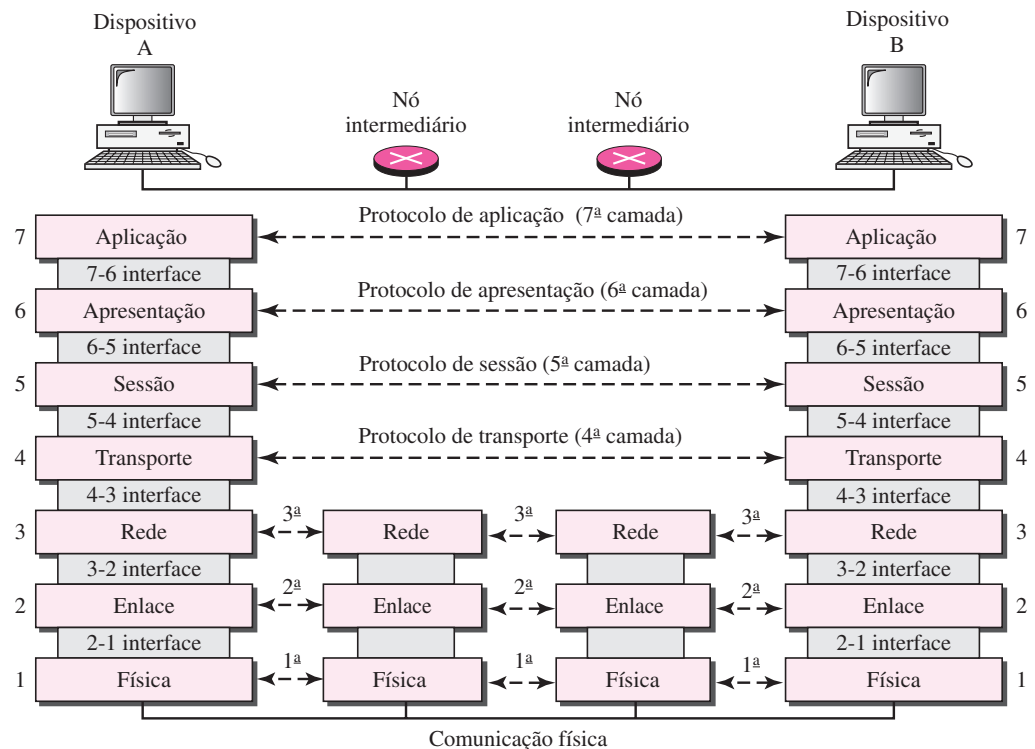 Dispositivo
A
Dispositivo
B
Nó
intermediário
Nó
intermediário
Protocolo de aplicação (7ª camada)
7 Aplicação Aplicação 7
7-6 interface 7-6 interface
Protocolo de apresentação (6ª camada)
6 Apresentação Apresentação 6
6-5 interface 6-5 interface
Protocolo de sessão (5ª camada)
5 Sessão Sessão 5
5-4 interface 5-4 interface
Protocolo de transporte (4ª camada)
4 Transporte Transporte 4
4-3 interface 4-3 interface
3ª 3ª 3ª
3 Rede Rede Rede Rede 3
3-2 interface 3-2 interface
2ª 2ª 2ª
2 Enlace Enlace Enlace Enlace 2
2-1 interface 2-1 interface
1ª 1ª 1ª
1 Física Física Física Física 1
Comunicação física